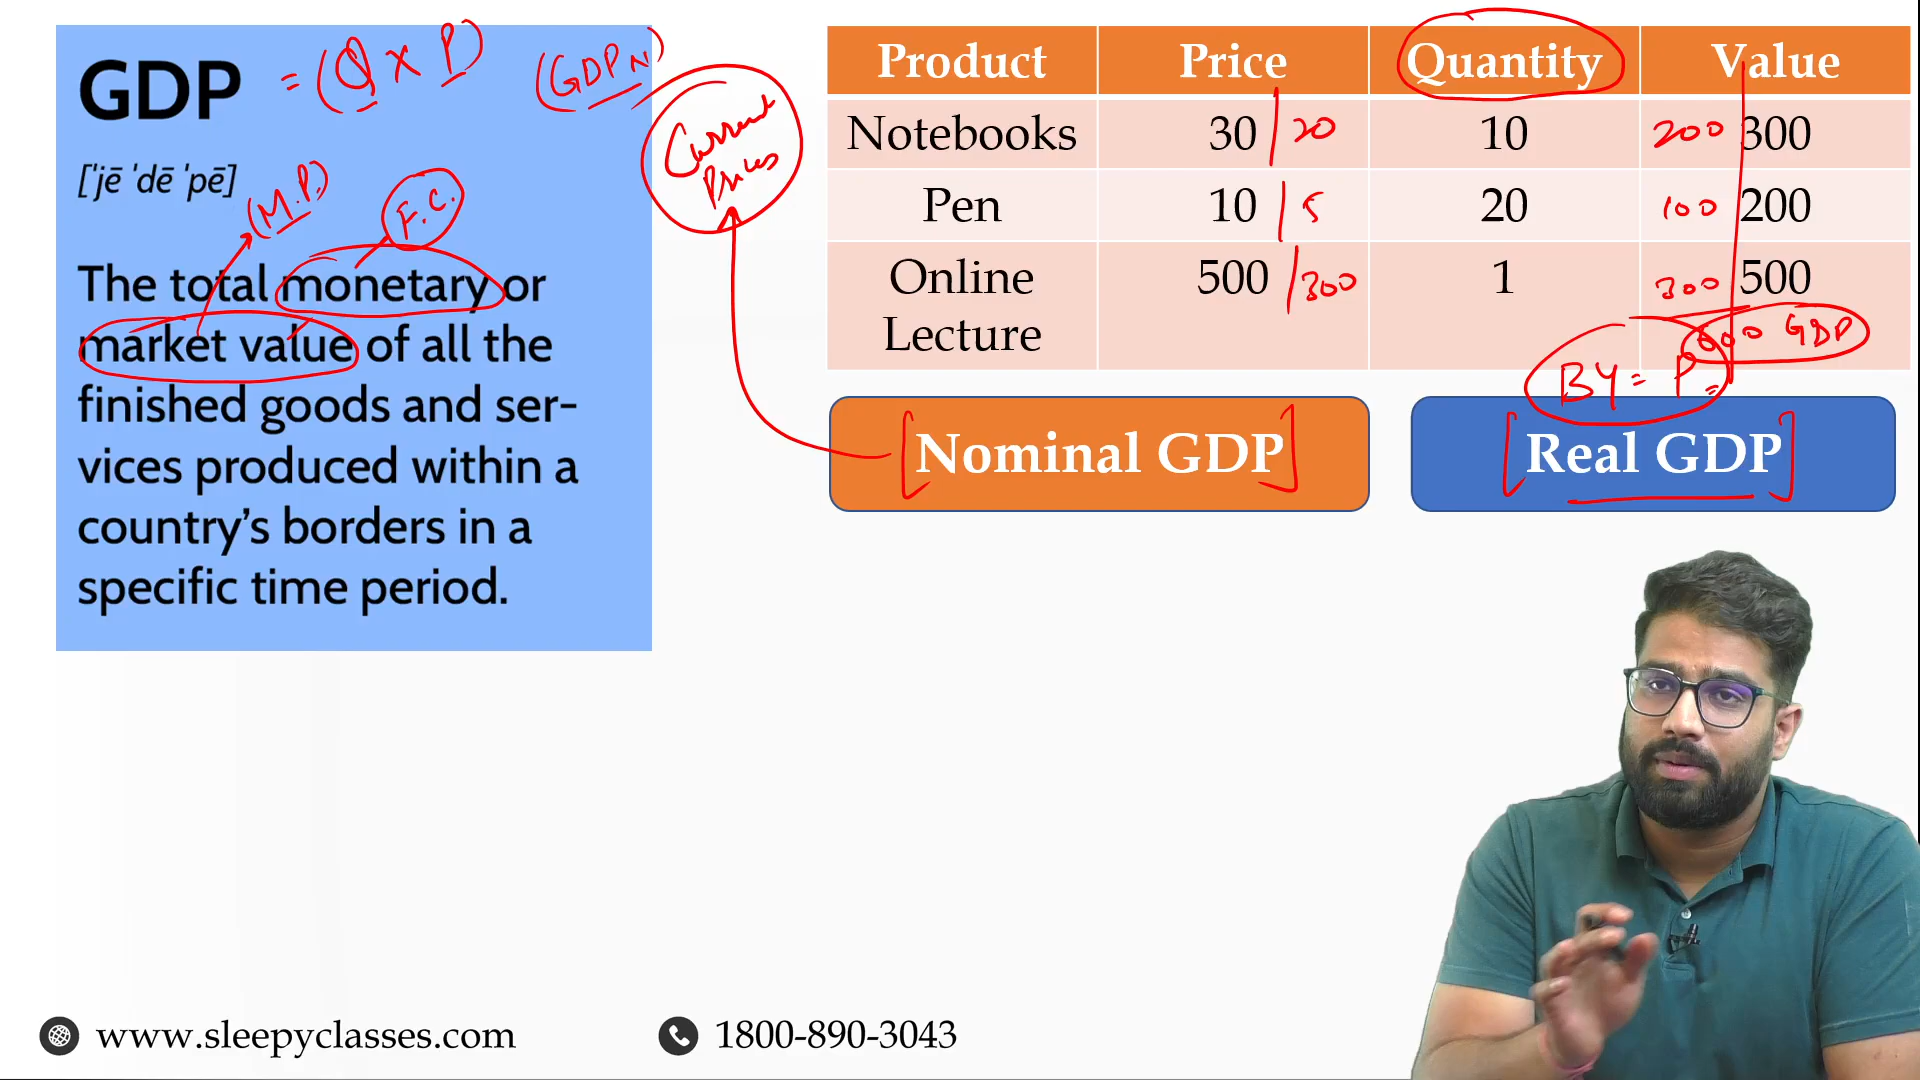 GDP = (Q x P) (GDP N)
['jē 'dē 'pē]
(M.P.) F.C.
Current
Prices
The total monetary or
market value of all the
finished goods and ser-
vices produced within a
country's borders in a
specific time period.
Product Price Quantity Value
Notebooks 30 / 20 10 200 300
Pen 10 / 5 20 100 200
Online 500 / 300 1 300 500
Lecture
GDP
BY = P
[Nominal GDP] [Real GDP]
www.sleepyclasses.com 1800-890-3043